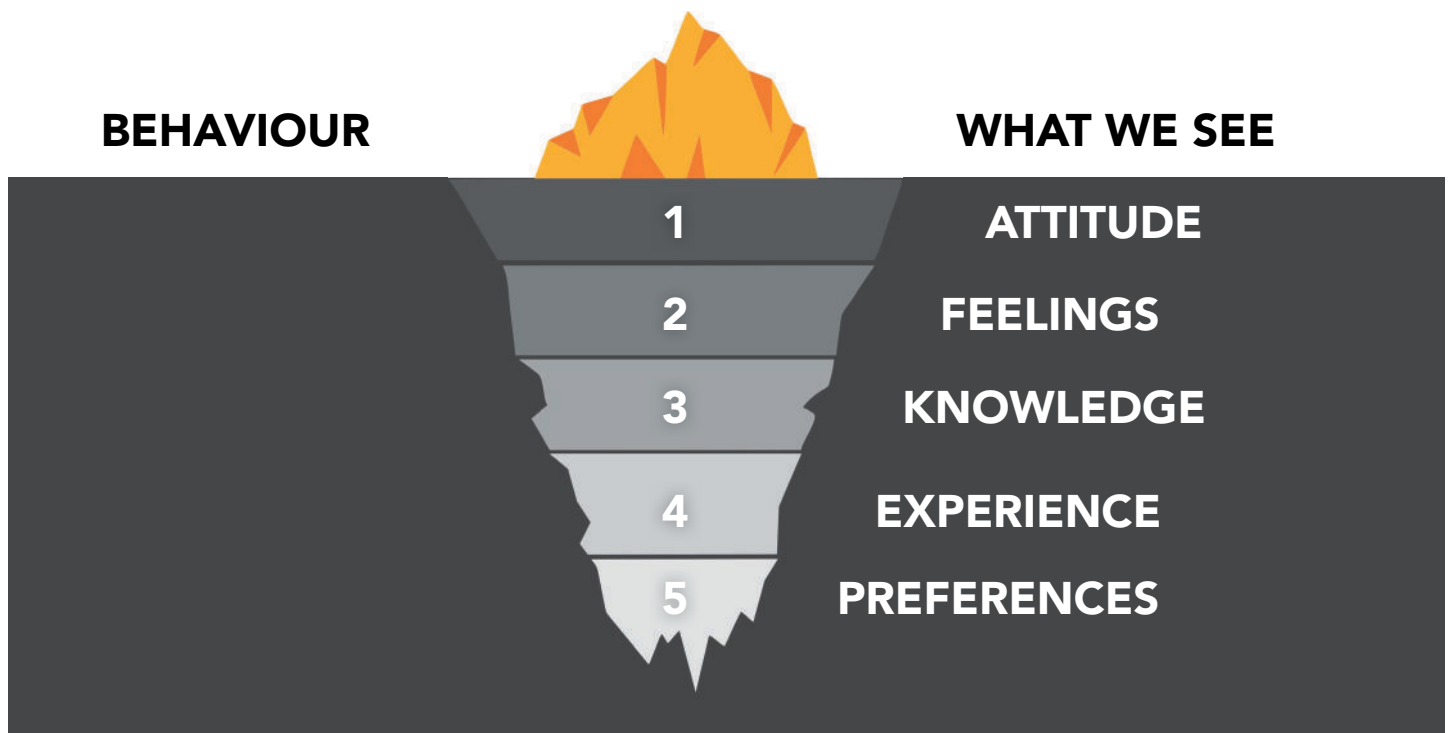 BEHAVIOUR WHAT WE SEE
1 ATTITUDE
2 FEELINGS
3 KNOWLEDGE
4 EXPERIENCE
5 PREFERENCES